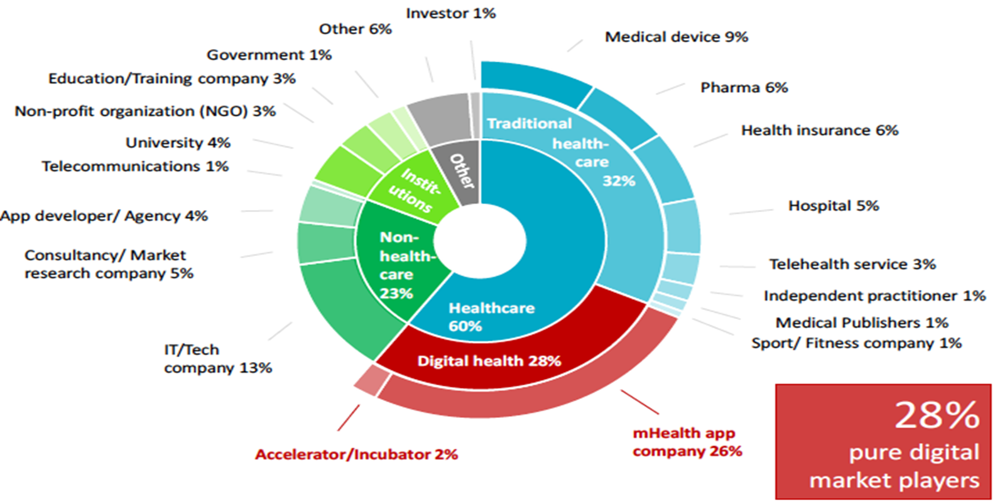 Investor 1%
Other 6%
Government 1%
Education/Training company 3%
Non-profit organization (NGO) 3%
University 4%
Telecommunications 1%
App developer/ Agency 4%
Consultancy/ Market
research company 5%
IT/Tech
company 13%
Accelerator/Incubator 2%
Medical device 9%
Pharma 6%
Health insurance 6%
Hospital 5%
Telehealth service 3%
Independent practitioner 1%
Medical Publishers 1%
Sport/ Fitness company 1%
mHealth app
company 26%
Traditional
health-
care
32%
Other
Instit-
utions
Non-
health-
care
23%
Healthcare
60%
Digital health 28%
28%
pure digital
market players